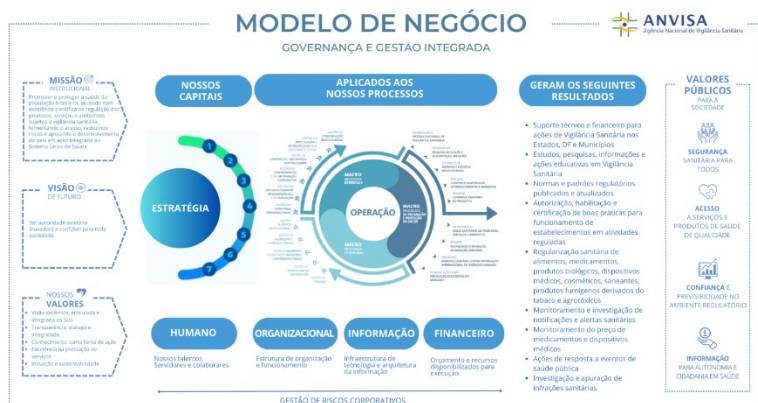 MODELO DE NEGÓCIO
GOVERNANÇA E GESTÃO INTEGRADA
ANVISA
Agência Nacional de Vigilância Sanitária
MISSÃO
INSTITUCIONAL
Promover e proteger a saúde da
população brasileira, atuando com
excelência científica na regulação dos
produtos, serviços e ambientes
sujeitos à vigilância sanitária,
fomentando o acesso, reduzindo
riscos e apoiando o desenvolvimento
do país em ação integrada ao
Sistema Único de Saúde
VISÃO
DE FUTURO
Ser autoridade sanitária
inovadora e confiável para toda
sociedade
NOSSOS
VALORES
Visão sistêmica, articulada e
integrada ao SUS
Transparência, diálogo e
integridade
Conhecimento como fonte de ação
Excelência na prestação de
serviços
Inovação e sustentabilidade
NOSSOS
CAPITAIS
APLICADOS AOS
NOSSOS PROCESSOS
ESTRATÉGIA
1
2
3
4
5
6
7
OPERAÇÃO
MACRO
MACRO
MACRO
HUMANO
Nossos talentos
Servidores e colaborares
ORGANIZACIONAL
Estrutura de organização
e funcionamento
INFORMAÇÃO
Infraestrutura de
tecnologia e arquitetura
da informação
FINANCEIRO
Orçamento e recursos
disponibilizados para
execução
GESTÃO DE RISCOS CORPORATIVOS
GERAM OS SEGUINTES
RESULTADOS
Suporte técnico e financeiro para
ações de Vigilância Sanitária nos
Estados, DF e Municípios
Estudos, pesquisas, informações e
ações educativas em Vigilância
Sanitária
Normas e padrões regulatórios
publicados e atualizados
Autorização, habilitação e
certificação de boas práticas para
funcionamento de
estabelecimentos em atividades
reguladas
Regularização sanitária de
alimentos, medicamentos,
produtos biológicos, dispositivos
médicos, cosméticos, saneantes,
produtos fumígenos derivados do
tabaco e agrotóxicos
Monitoramento e investigação de
notificações e alertas sanitários
Monitoramento do preço de
medicamentos e dispositivos
médicos
Ações de resposta a eventos de
saúde pública
Investigação e apuração de
infrações sanitárias
VALORES
PÚBLICOS
PARA A
SOCIEDADE
SEGURANÇA
SANITÁRIA PARA
TODOS
ACESSO
A SERVIÇOS E
PRODUTOS DE SAÚDE
DE QUALIDADE
CONFIANÇA E
PREVISIBILIDADE NO
AMBIENTE REGULATÓRIO
INFORMAÇÃO
PARA AUTONOMIA E
CIDADANIA EM SAÚDE